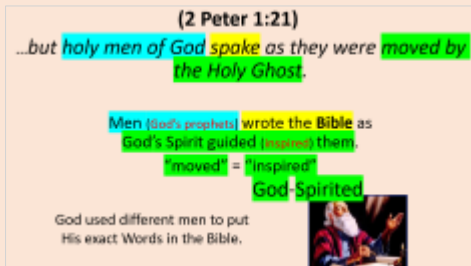 (2 Peter 1:21)
...but holy men of God spake as they were moved by
the Holy Ghost.
Men (God's prophets) wrote the Bible as
God's Spirit guided (inspired) them.
"moved" = "inspired"
God-Spirited
God used different men to put
His exact Words in the Bible.